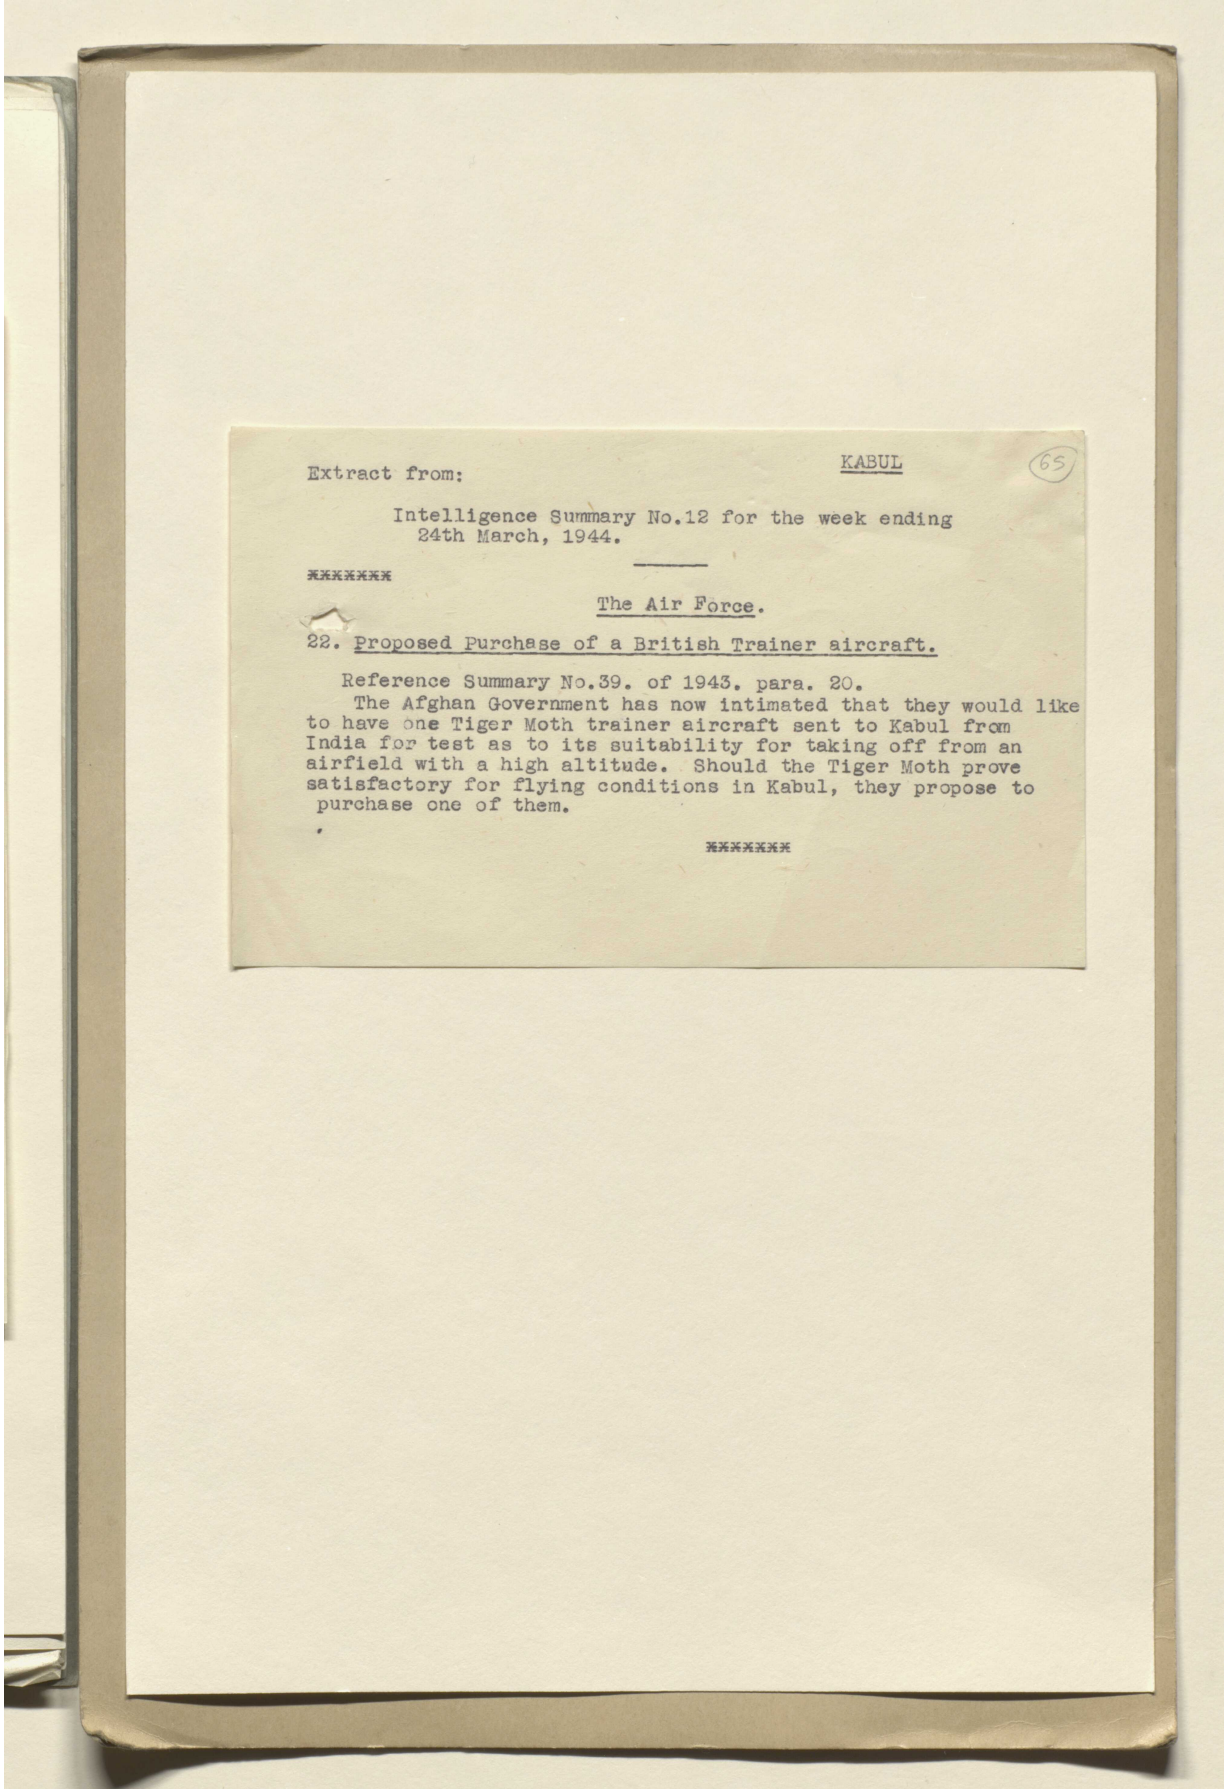 KABUL
65
Extract from:
Intelligence Summary No.12 for the week ending
24th March, 1944.
xxxxxxx
The Air Force.
22. Proposed Purchase of a British Trainer aircraft.
Reference Summary No.39. of 1943. para. 20.
The Afghan Government has now intimated that they would like
to have one Tiger Moth trainer aircraft sent to Kabul from
India for test as to its suitability for taking off from an
airfield with a high altitude. Should the Tiger Moth prove
satisfactory for flying conditions in Kabul, they propose to
purchase one of them.
xxxxxxx